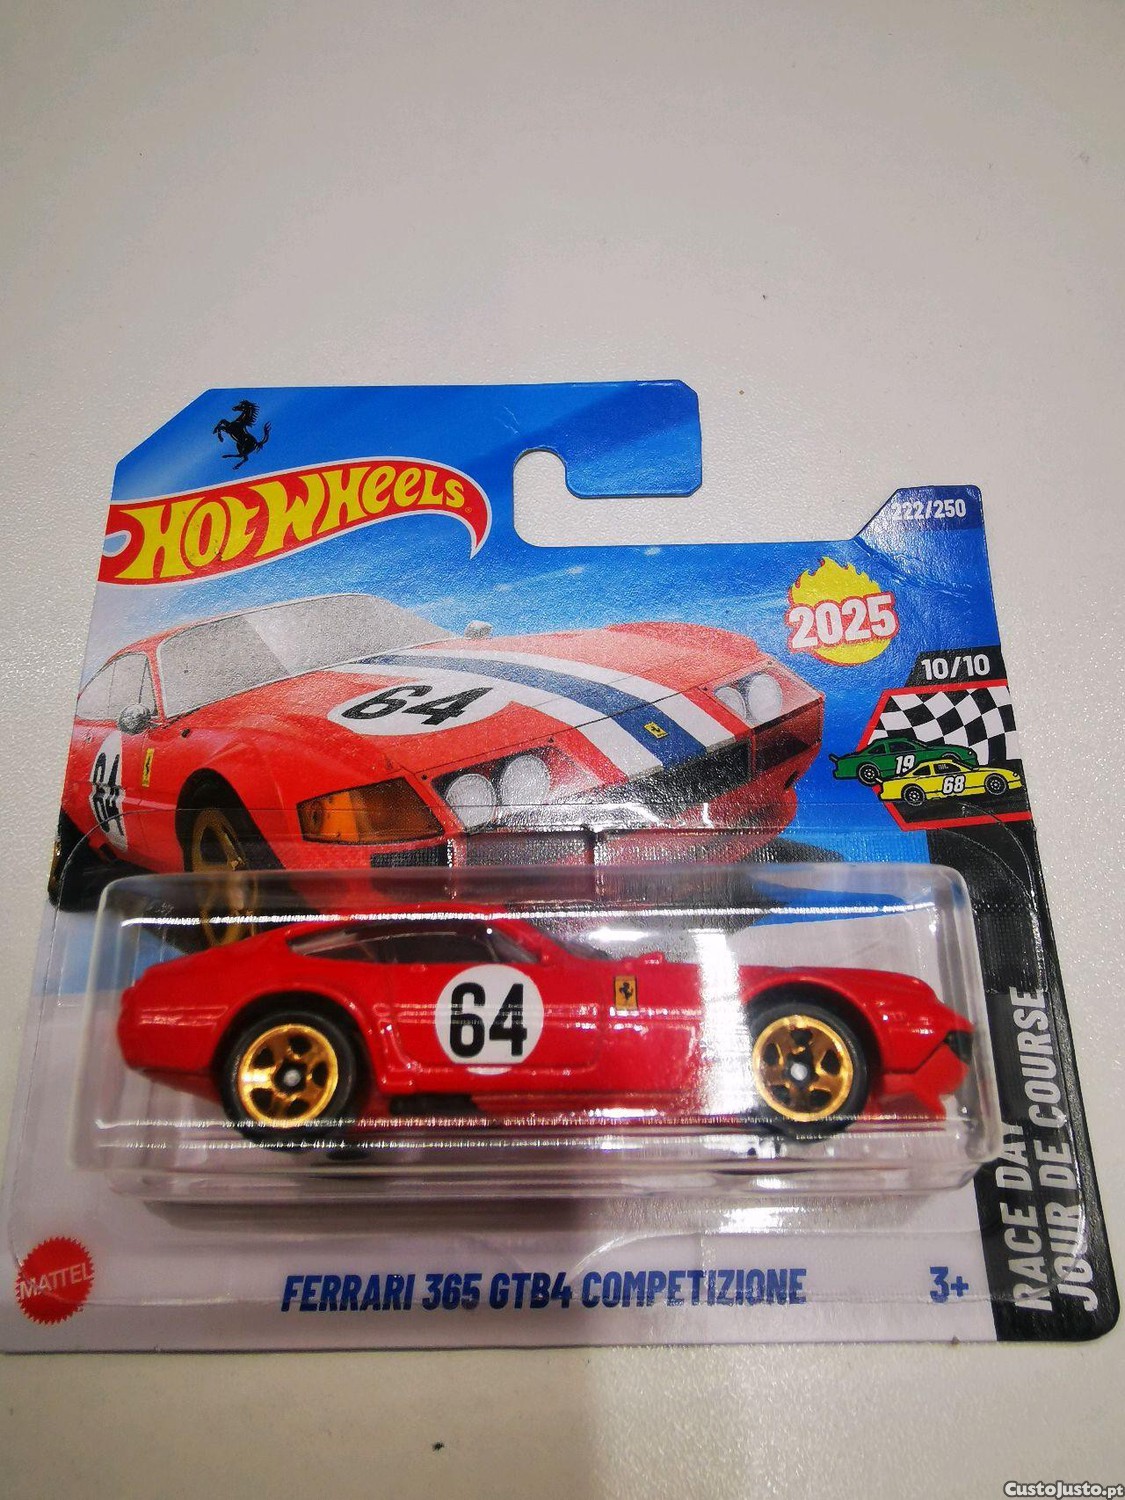 HOT WHEELS
222/250
2025
10/10
19
68
64
64
64
MATTEL
FERRARI 365 GTB4 COMPETIZIONE
3+
RACE DAY
JOUR DE COURSE
CustoJusto.pt